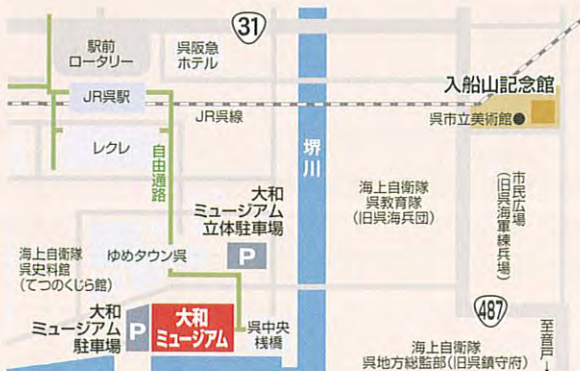 31
駅前
ロータリー
呉阪急
ホテル
JR呉駅
JR呉線
入船山記念館
呉市立美術館
レクレ
自由通路
堺川
大和
ミュージアム
立体駐車場
P
海上自衛隊
呉教育隊
(旧呉海兵団)
市民広場
(旧呉海軍練兵場)
海上自衛隊
呉史料館
(てつのくじら館)
ゆめタウン呉
大和
ミュージアム
駐車場
P
大和
ミュージアム
呉中央
桟橋
487
海上自衛隊
呉地方総監部(旧呉鎮守府)
至音戸